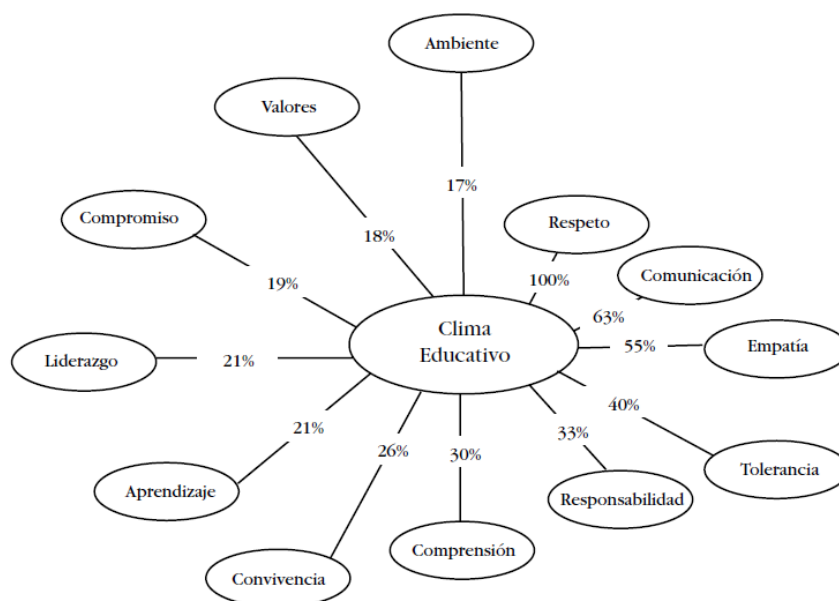 Ambiente
Valores
17%
Compromiso
Respeto
18%
100%
Comunicación
19%
63%
Clima
Educativo
Empatía
55%
Liderazgo
21%
40%
21%
33%
26%
30%
Tolerancia
Aprendizaje
Responsabilidad
Comprensión
Convivencia